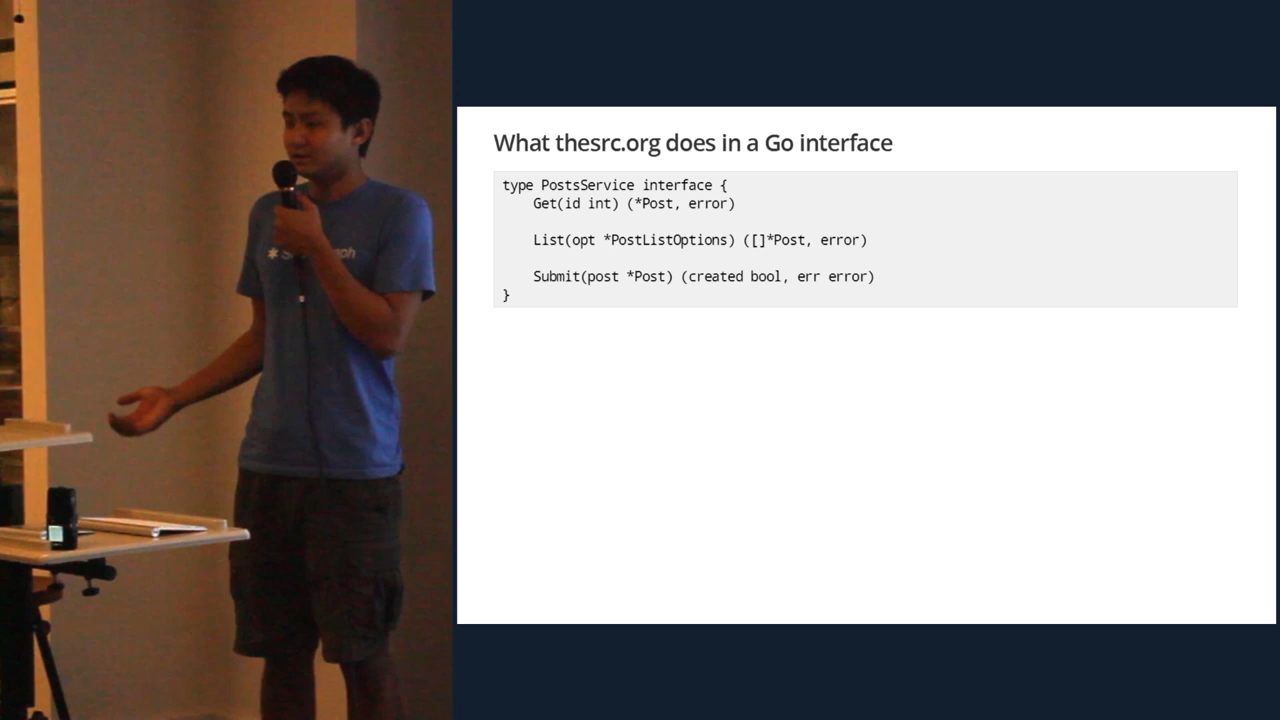 What thesrc.org does in a Go interface
type PostsService interface {
    Get(id int) (*Post, error)
    List(opt *PostListOptions) ([]*Post, error)
    Submit(post *Post) (created bool, err error)
}